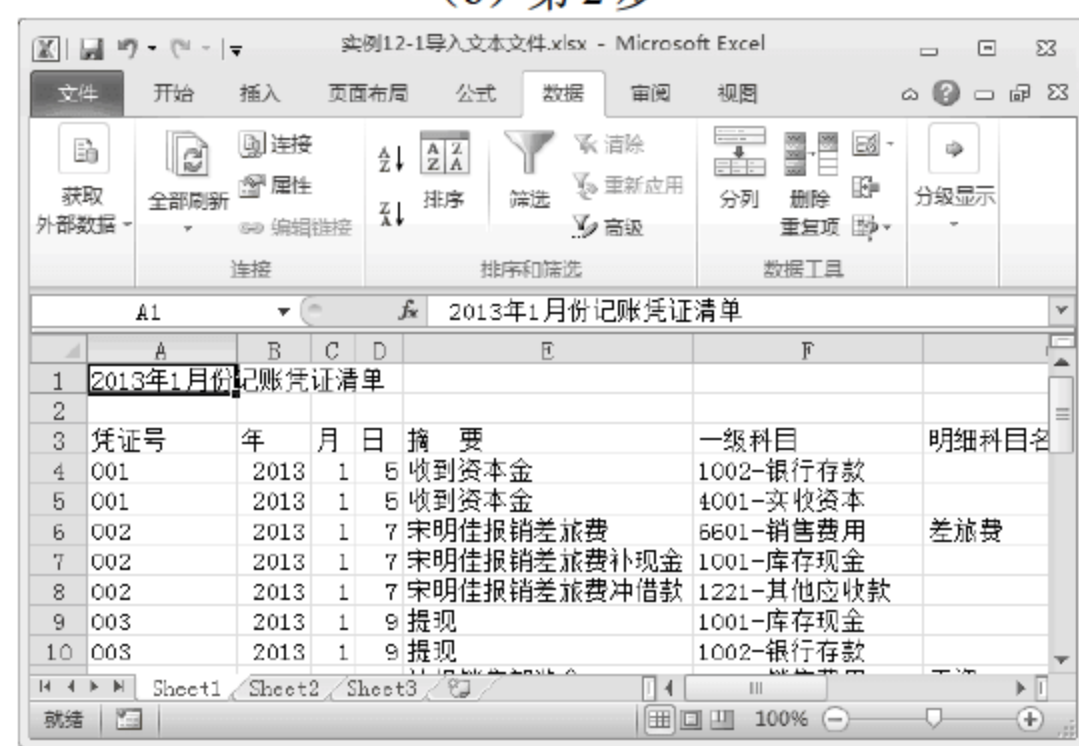 实例12-1导入文本文件.xlsx - Microsoft Excel
文件 开始 插入 页面布局 公式 数据 审阅 视图
获取
外部数据
全部刷新
连接
属性
编辑链接
连接
排序
筛选
清除
重新应用
高级
排序和筛选
分列
删除
重复项
数据工具
分级显示
A1 fx 2013年1月份记账凭证清单
A B C D E F
1 2013年1月份记账凭证清单
2
3 凭证号 年 月 日 摘 要 一级科目 明细科目名
4 001 2013 1 5 收到资本金 1002-银行存款
5 001 2013 1 5 收到资本金 4001-实收资本
6 002 2013 1 7 宋明佳报销差旅费 6601-销售费用 差旅费
7 002 2013 1 7 宋明佳报销差旅费补现金 1001-库存现金
8 002 2013 1 7 宋明佳报销差旅费冲借款 1221-其他应收款
9 003 2013 1 9 提现 1001-库存现金
10 003 2013 1 9 提现 1002-银行存款
Sheet1 Sheet2 Sheet3
就绪 100%